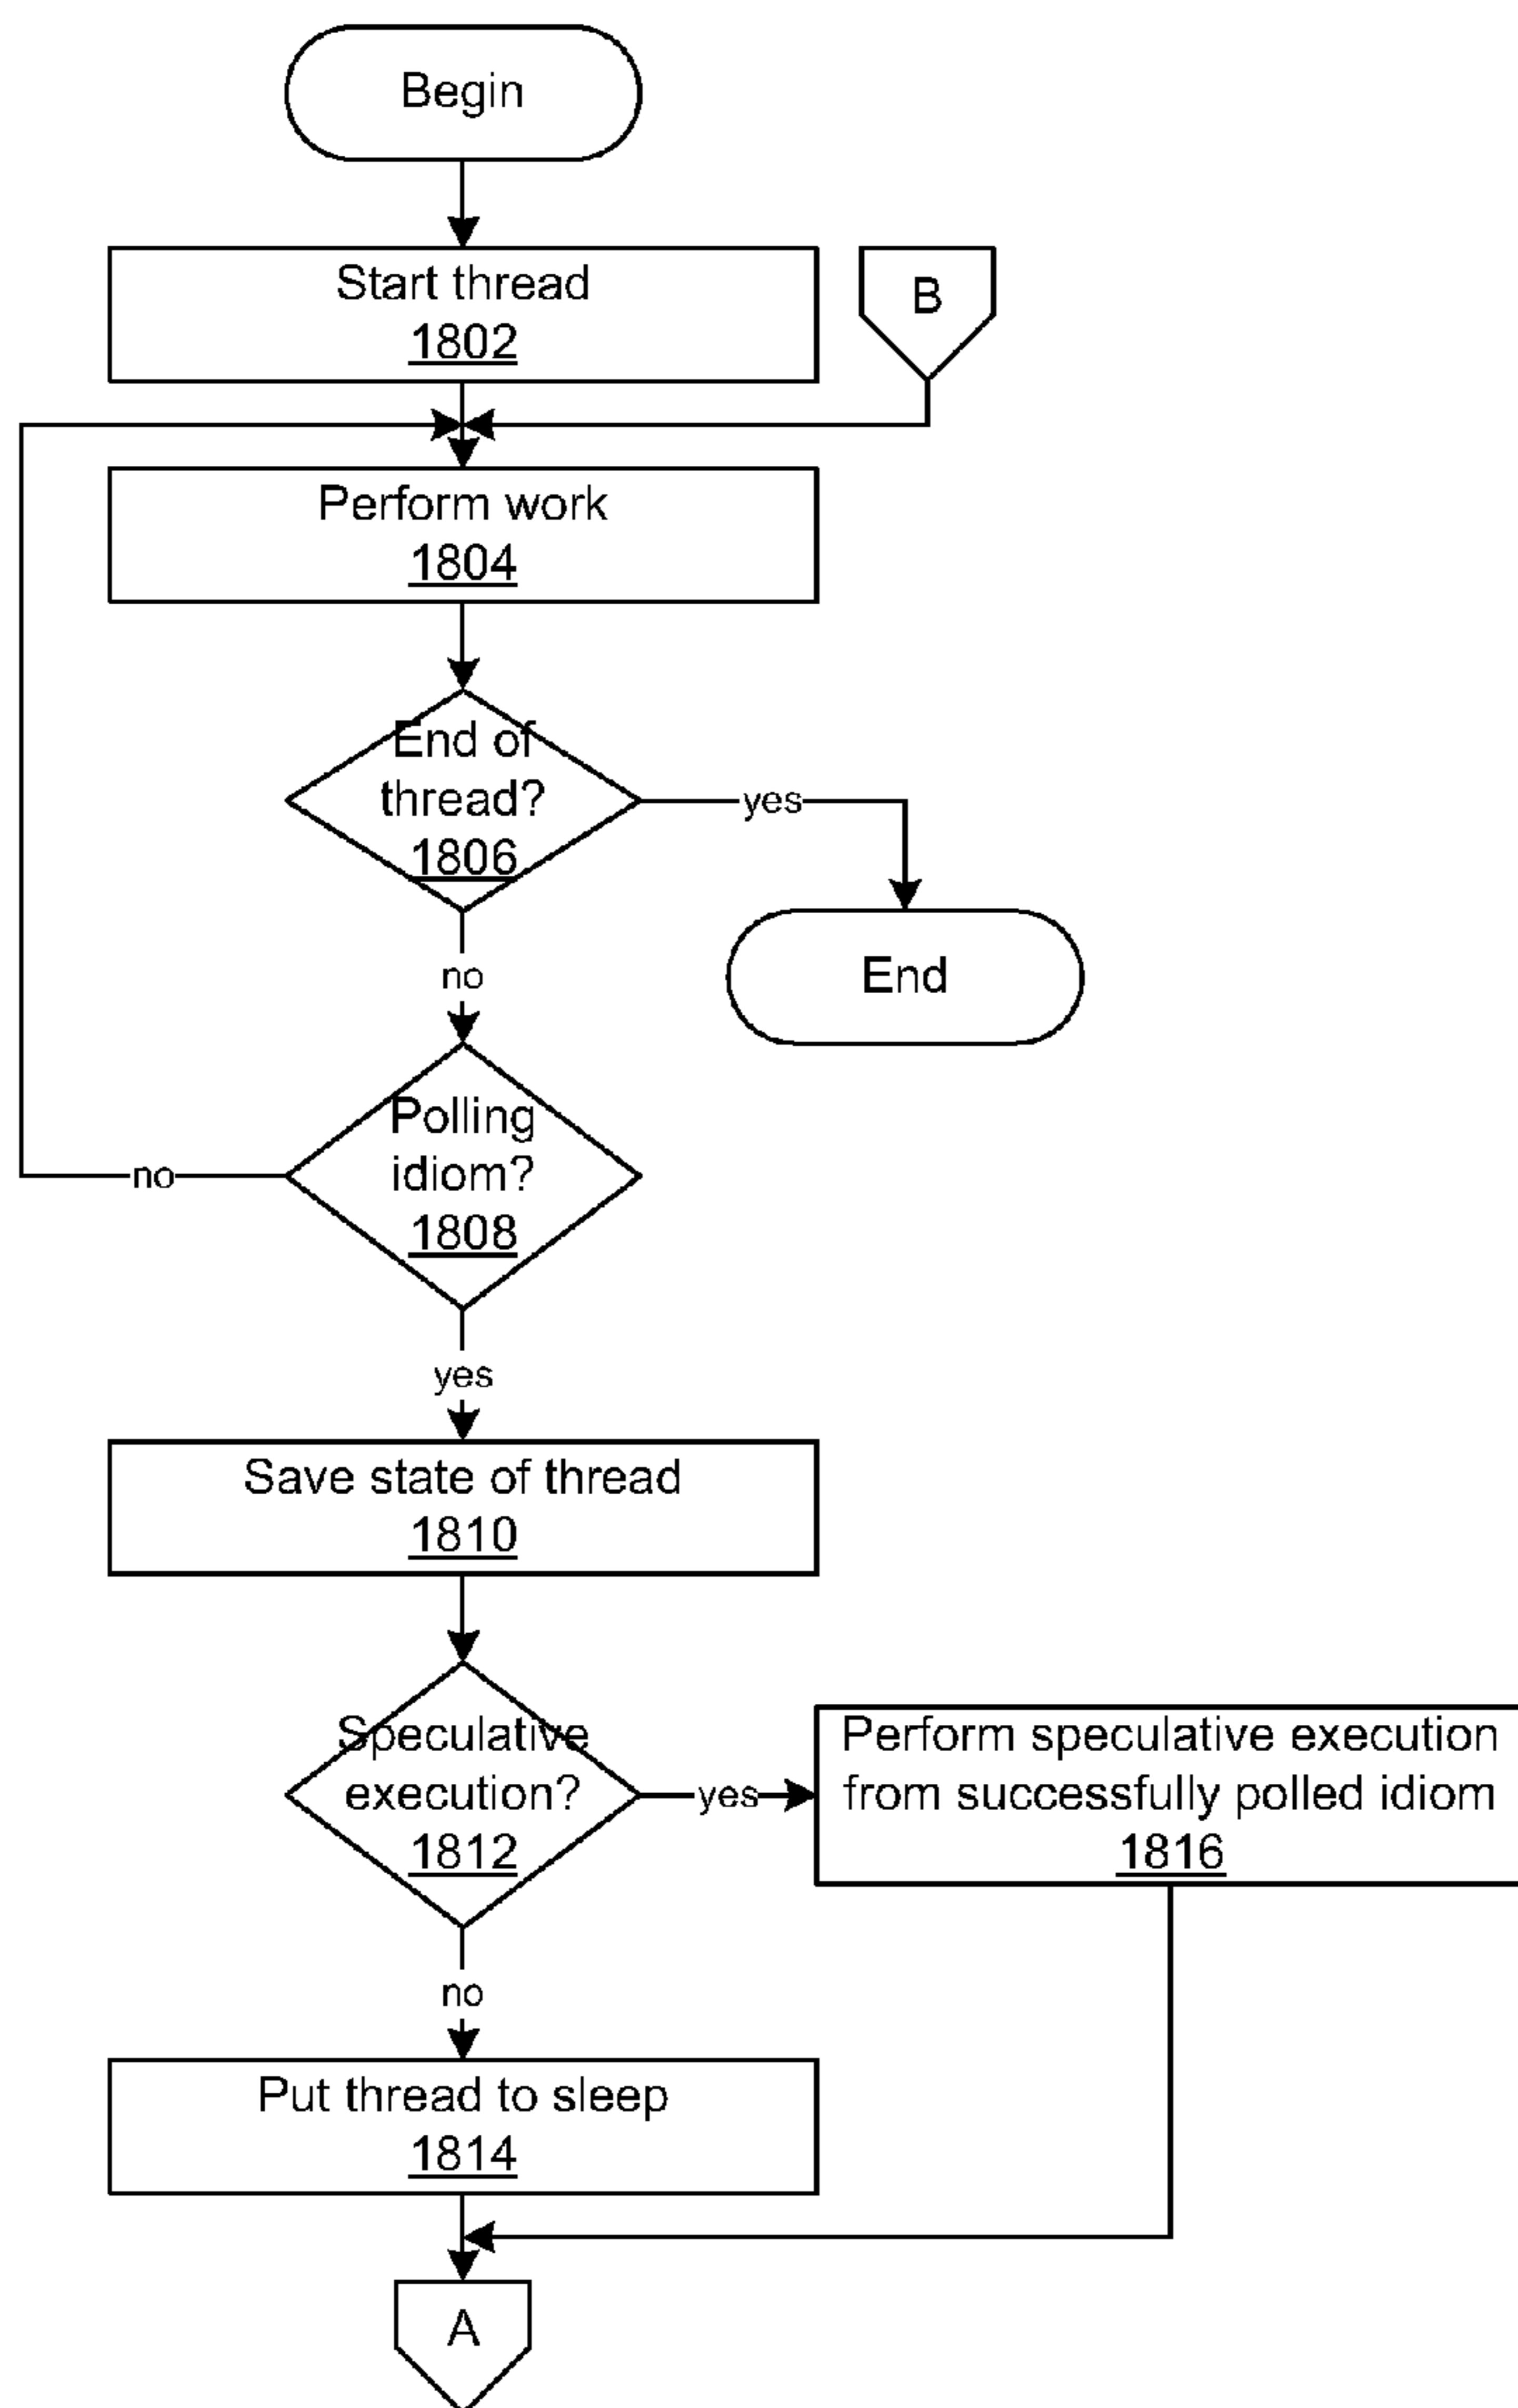 Begin
Start thread
1802
B
Perform work
1804
End of
thread?
1806
yes
End
no
Polling
idiom?
1808
no
yes
Save state of thread
1810
Speculative
execution?
1812
yes
Perform speculative execution
from successfully polled idiom
1816
no
Put thread to sleep
1814
A